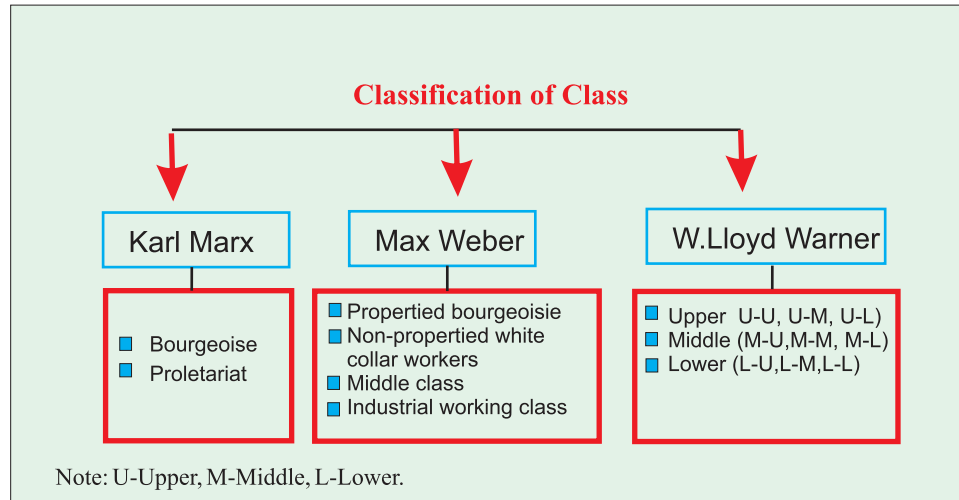 Classification of Class
Karl Marx
Bourgeoise
Proletariat
Max Weber
Propertied bourgeoisie
Non-propertied white
collar workers
Middle class
Industrial working class
W.Lloyd Warner
Upper U-U, U-M, U-L)
Middle (M-U,M-M, M-L)
Lower (L-U,L-M,L-L)
Note: U-Upper, M-Middle, L-Lower.